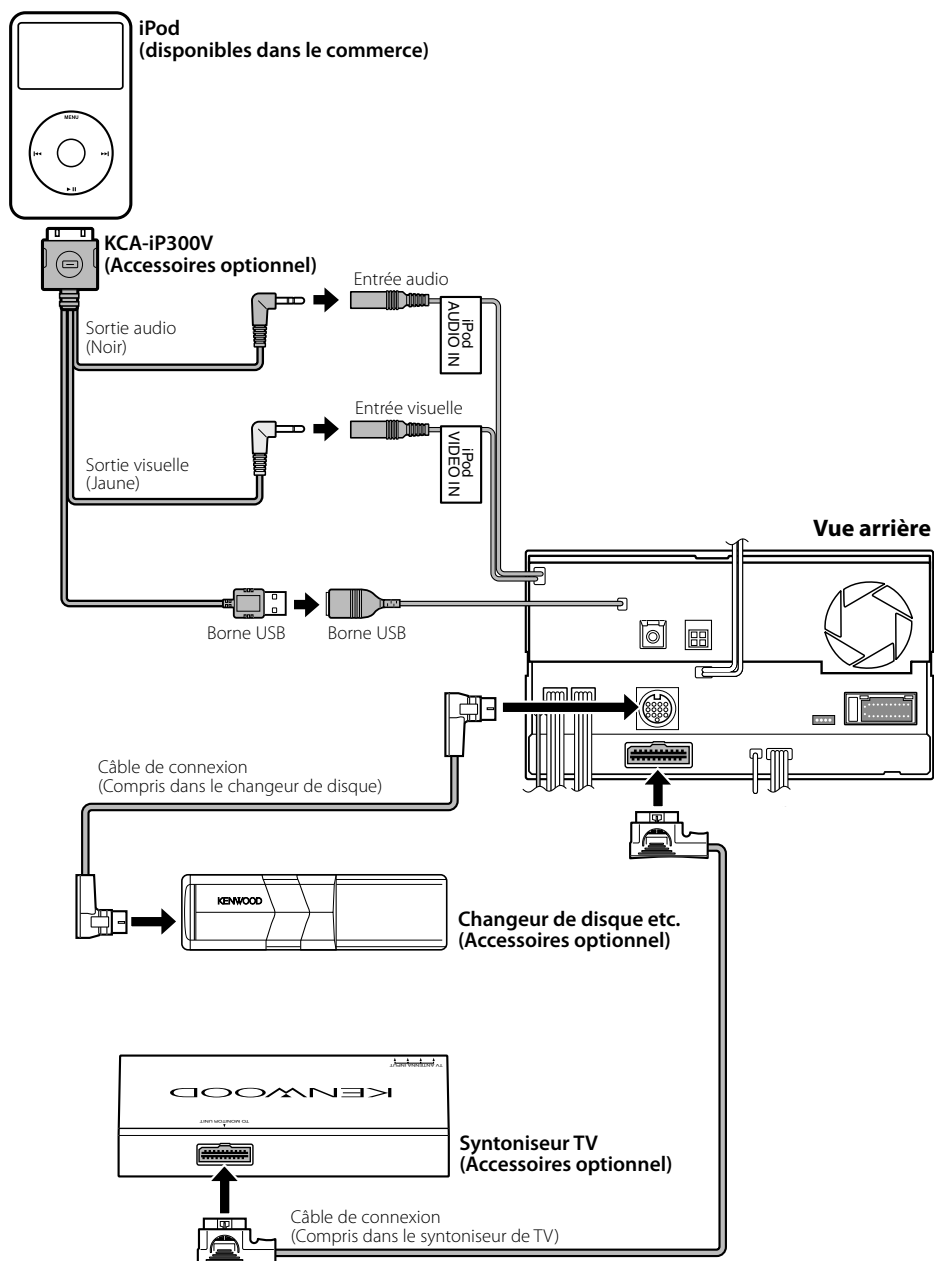 iPod
(disponibles dans le commerce)
MENU
KCA-iP300V
(Accessoires optionnel)
Entrée audio
iPod
AUDIO IN
Sortie audio
(Noir)
Entrée visuelle
iPod
VIDEO IN
Sortie visuelle
(Jaune)
Vue arrière
Borne USB
Borne USB
Câble de connexion
(Compris dans le changeur de disque)
KENWOOD
Changeur de disque etc.
(Accessoires optionnel)
TV ANTENNA INPUT
KENWOOD
TO MONITOR UNIT
Syntoniseur TV
(Accessoires optionnel)
Câble de connexion
(Compris dans le syntoniseur de TV)